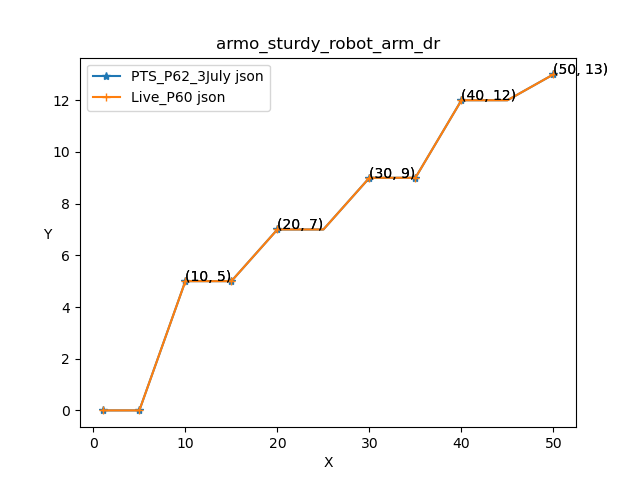 armo_sturdy_robot_arm_dr
PTS_P62_3July json
Live_P60 json
(50, 13)
(40, 12)
(30, 9)
(20, 7)
(10, 5)
12
10
8
6
4
2
0
Y
0 10 20 30 40 50
X